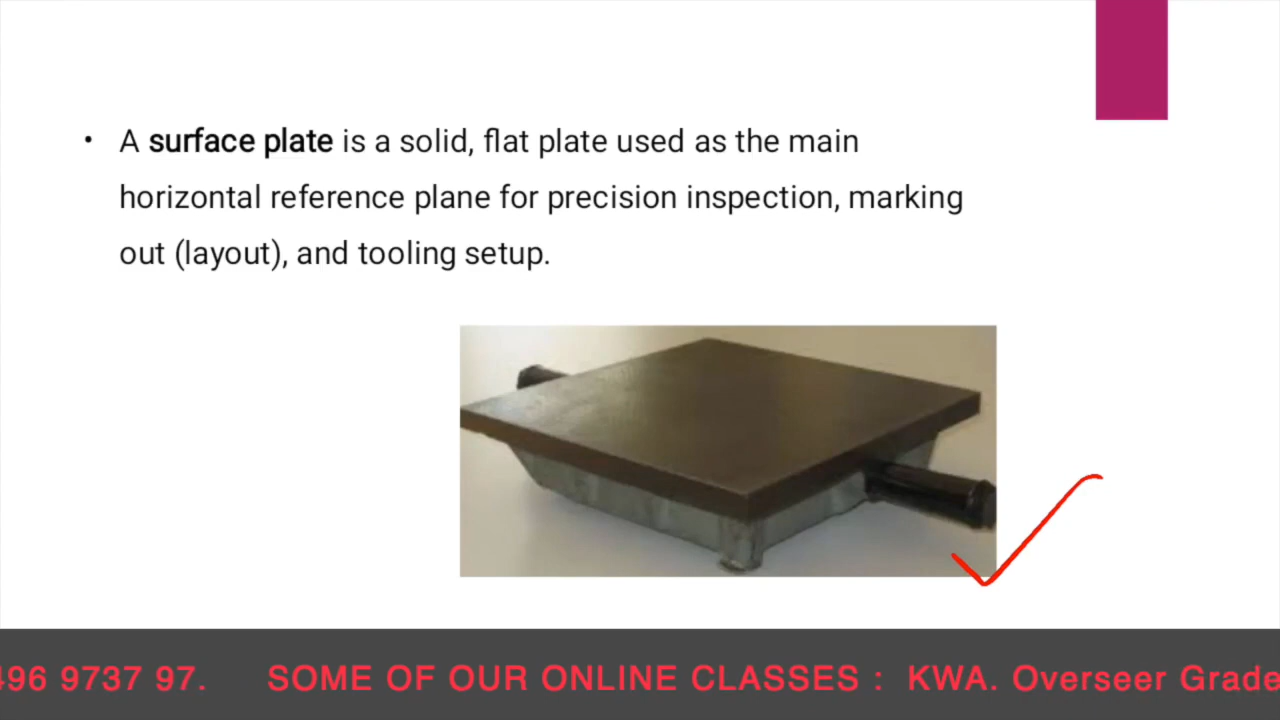 • A surface plate is a solid, flat plate used as the main
horizontal reference plane for precision inspection, marking
out (layout), and tooling setup.
496 9737 97. SOME OF OUR ONLINE CLASSES : KWA. Overseer Grade